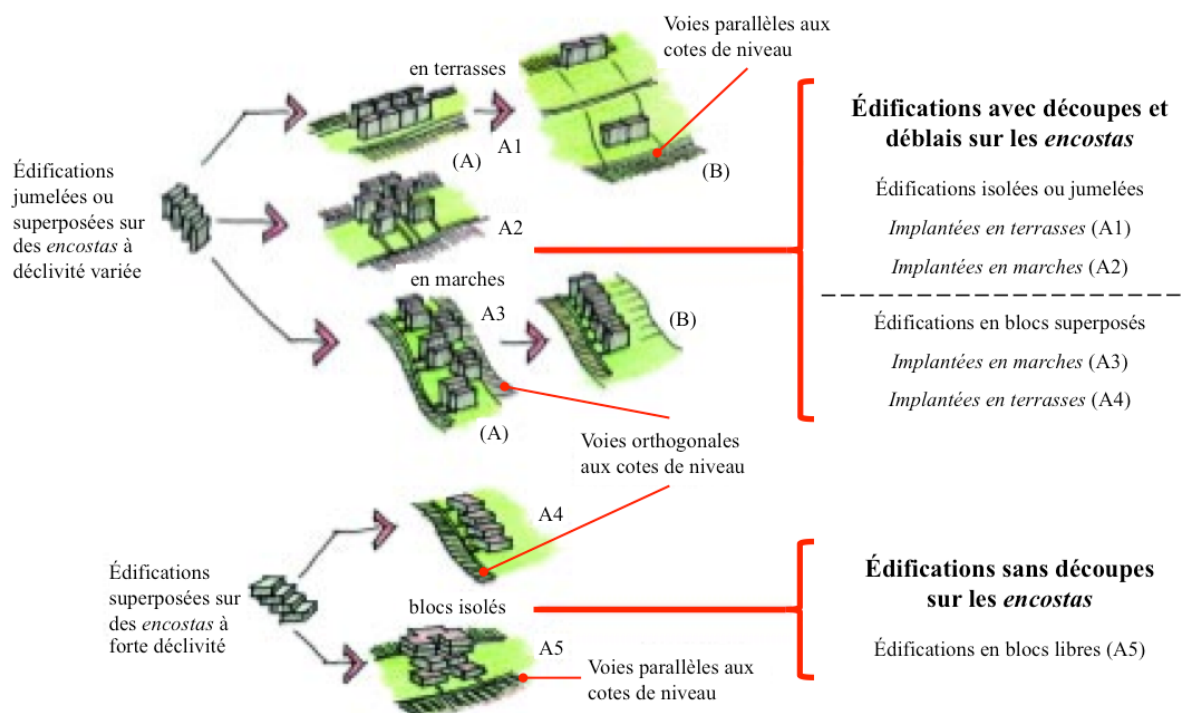 Voies parallèles aux
cotes de niveau
en terrasses
A1
(A)
(B)
Édifications
jumelées ou
superposées sur
des encostas à
déclivité variée
A2
en marches
A3
(B)
(A)
Voies orthogonales
aux cotes de niveau
Édifications avec découpes et
déblais sur les encostas
Édifications isolées ou jumelées
Implantées en terrasses (A1)
Implantées en marches (A2)
Édifications en blocs superposés
Implantées en marches (A3)
Implantées en terrasses (A4)
A4
Édifications
superposées sur
des encostas à
forte déclivité
blocs isolés
A5
Voies parallèles aux
cotes de niveau
Édifications sans découpes
sur les encostas
Édifications en blocs libres (A5)